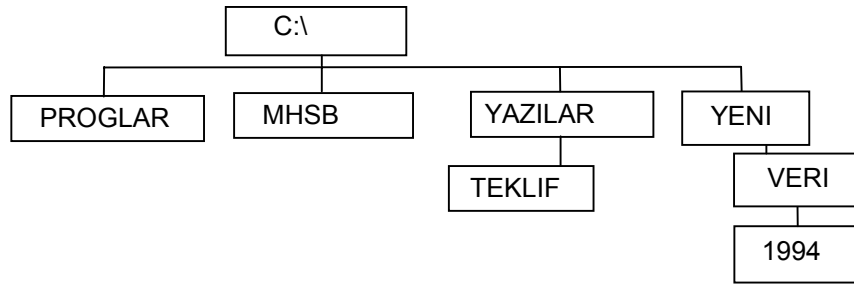 C:\
PROGLAR
MHSB
YAZILAR
YENI
TEKLIF
VERI
1994